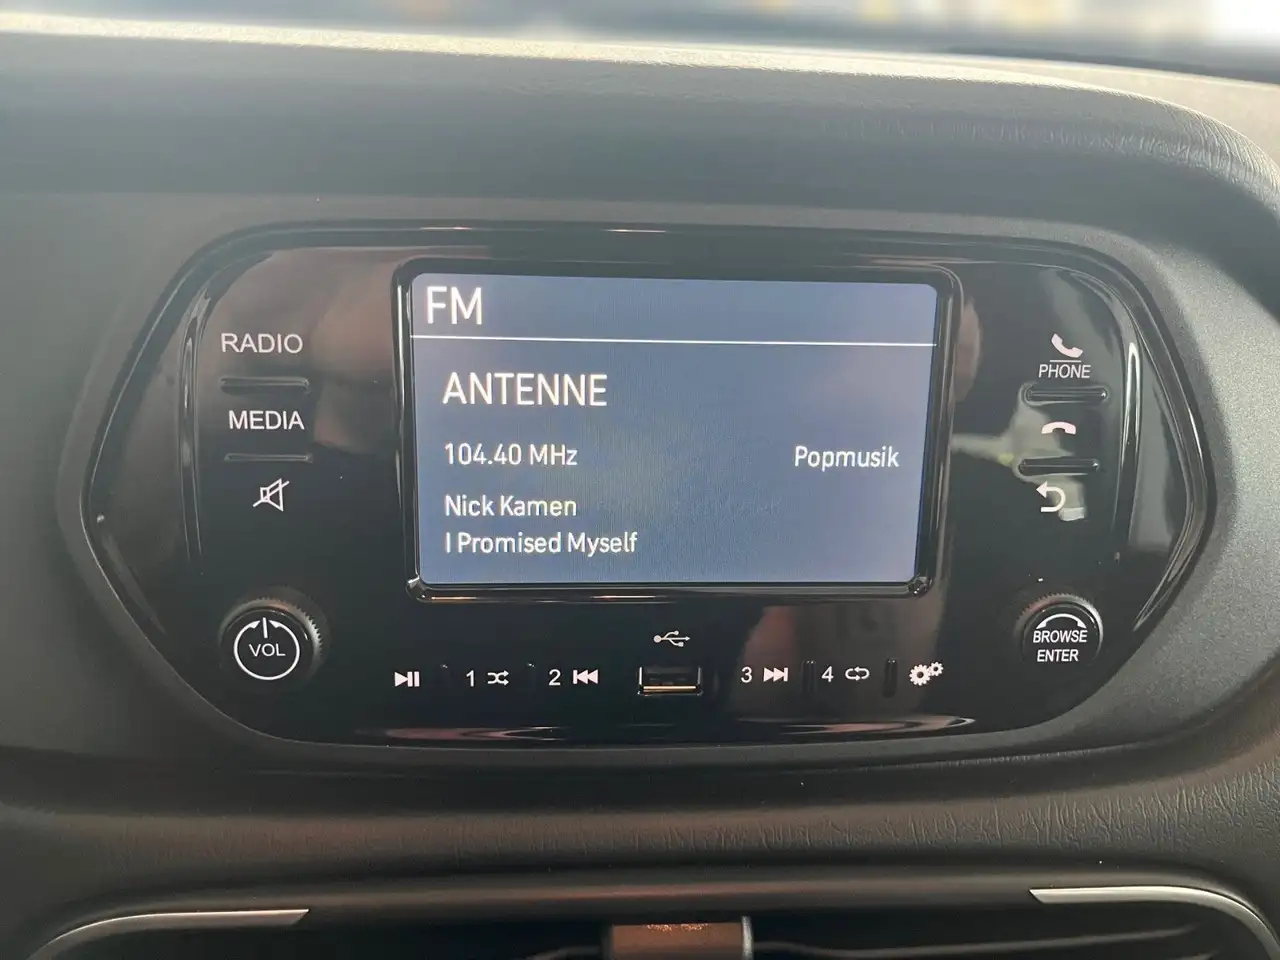 FM
RADIO
MEDIA
ANTENNE
104.40 MHz Popmusik
Nick Kamen
I Promised Myself
PHONE
VOL
BROWSE
ENTER
1 2 3 4